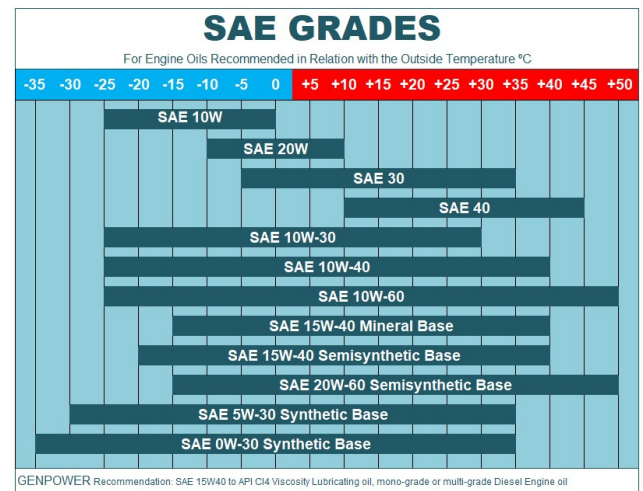 SAE GRADES
For Engine Oils Recommended in Relation with the Outside Temperature ºC
-35 -30 -25 -20 -15 -10 -5 0 +5 +10 +15 +20 +25 +30 +35 +40 +45 +50
SAE 10W
SAE 20W
SAE 30
SAE 40
SAE 10W-30
SAE 10W-40
SAE 10W-60
SAE 15W-40 Mineral Base
SAE 15W-40 Semisynthetic Base
SAE 20W-60 Semisynthetic Base
SAE 5W-30 Synthetic Base
SAE 0W-30 Synthetic Base
GENPOWER Recommendation: SAE 15W40 to API CI4 Viscosity Lubricating oil, mono-grade or multi-grade Diesel Engine oil